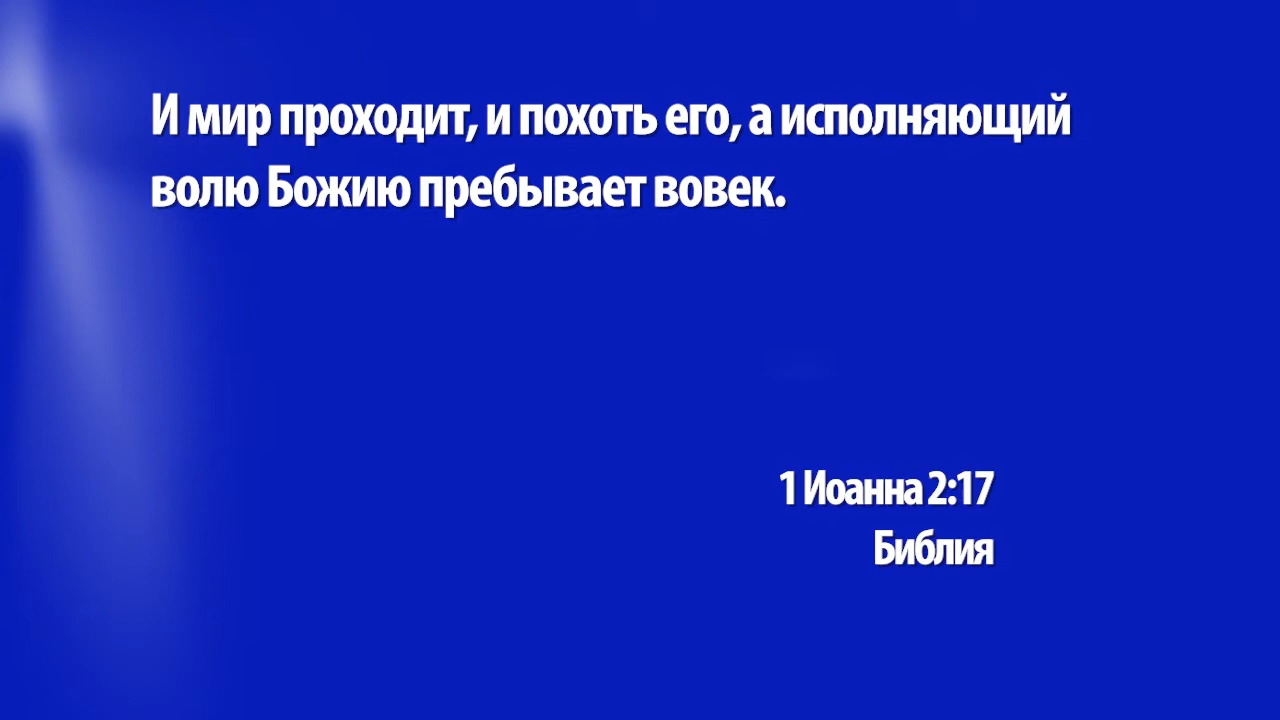 И мир проходит, и похоть его, а исполняющий
волю Божию пребывает вовек.
1 Иоанна 2:17
Библия